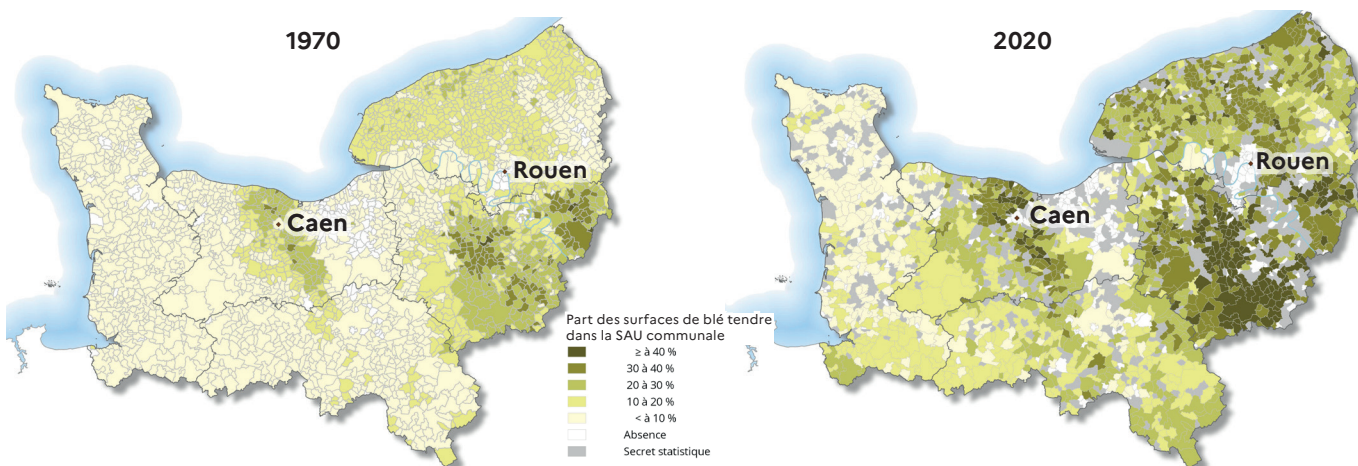 1970
2020
Rouen
Caen
Rouen
Caen
Part des surfaces de blé tendre
dans la SAU communale
≥ à 40 %
30 à 40 %
20 à 30 %
10 à 20 %
< à 10 %
Absence
Secret statistique